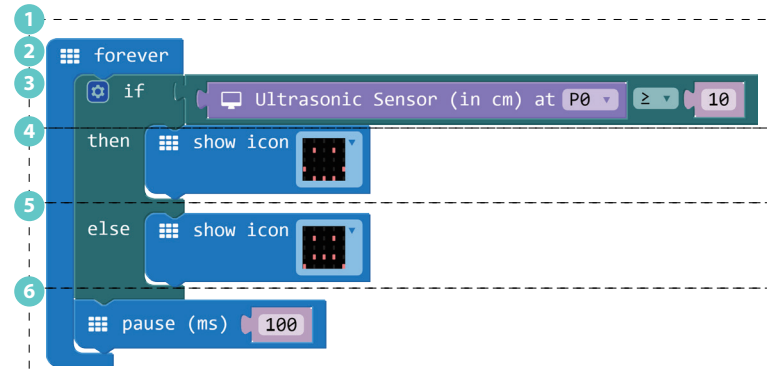 1
2 forever
3 if Ultrasonic Sensor (in cm) at P0 ≥ 10
4 then show icon
5 else show icon
6
pause (ms) 100